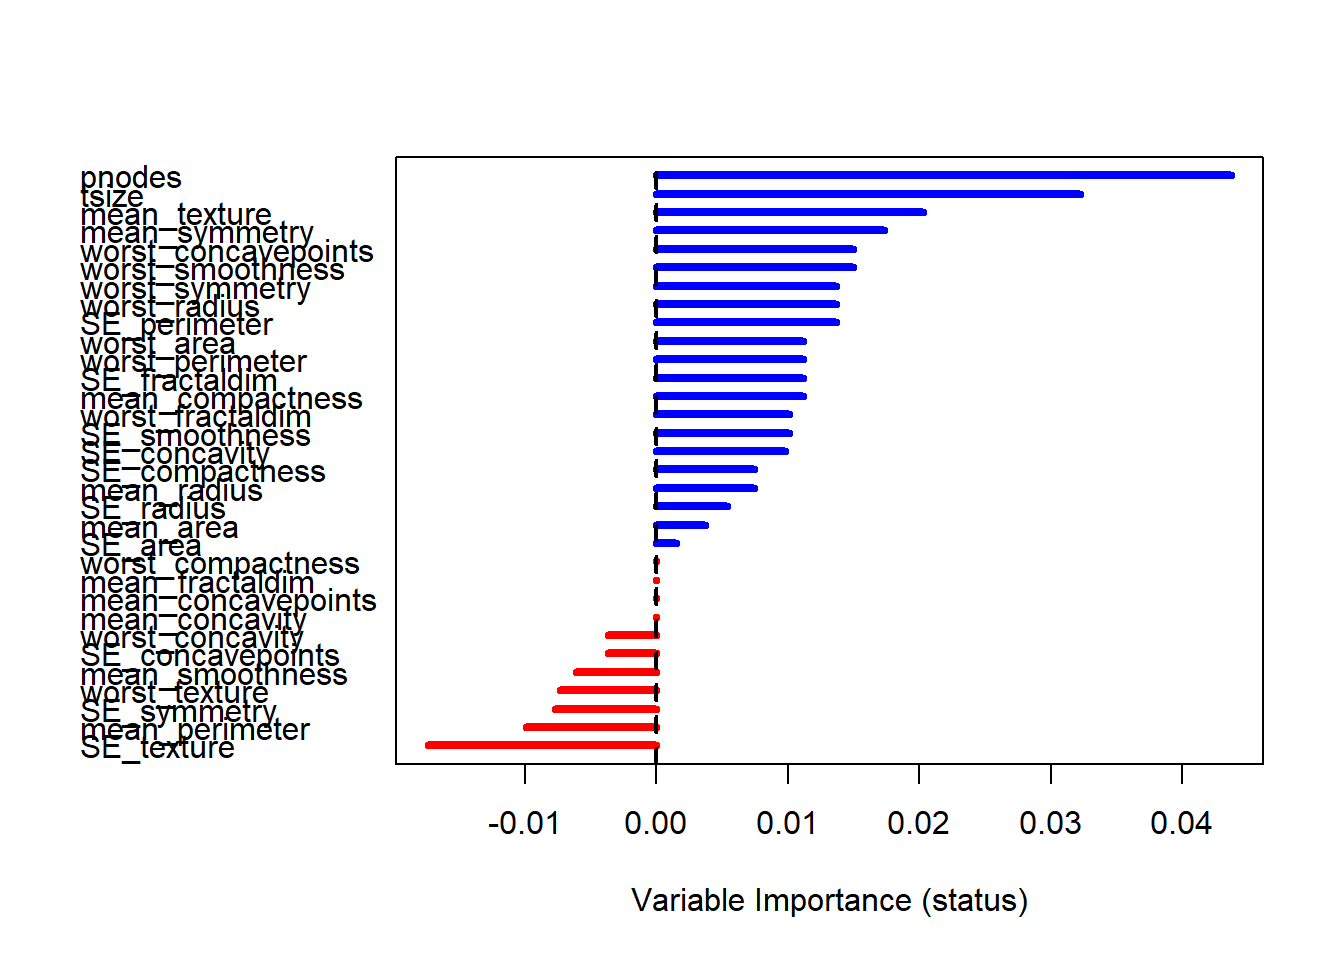 pnodes
tsize
mean_texture
mean_symmetry
worst_concavepoints
worst_smoothness
worst_symmetry
worst_radius
SE_perimeter
worst_area
worst_perimeter
SE_fractaldim
mean_compactness
worst_fractaldim
SE_smoothness
SE_concavity
SE_compactness
mean_radius
SE_radius
mean_area
SE_area
worst_compactness
mean_fractaldim
mean_concavepoints
mean_concavity
worst_concavity
SE_concavepoints
mean_smoothness
worst_texture
SE_symmetry
mean_perimeter
SE_texture
-0.01 0.00 0.01 0.02 0.03 0.04
Variable Importance (status)